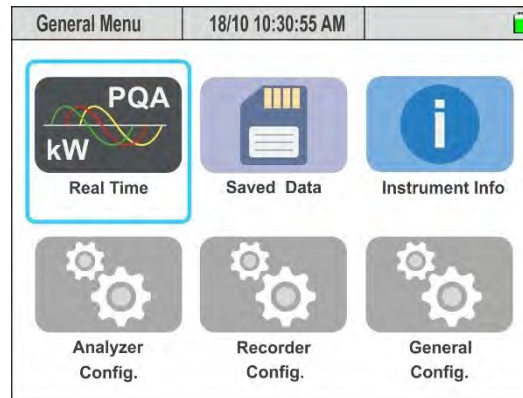 General Menu 18/10 10:30:55 AM
PQA
kW
i
Real Time Saved Data Instrument Info
Analyzer Config. Recorder Config. General Config.